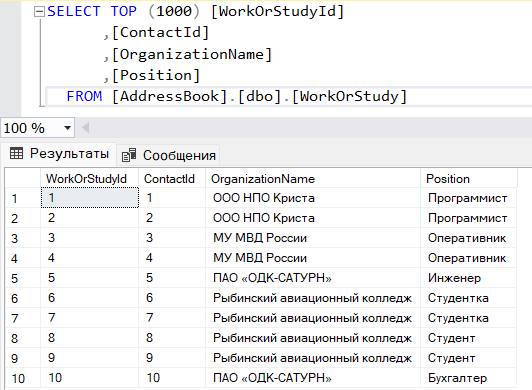 SELECT TOP (1000) [WorkOrStudyId]
,[ContactId]
,[OrganizationName]
,[Position]
FROM [AddressBook].[dbo].[WorkOrStudy]
100 %
Результаты Сообщения
WorkOrStudyId ContactId OrganizationName Position
1 1 1 ООО НПО Криста Программист
2 2 2 ООО НПО Криста Программист
3 3 3 МУ МВД России Оперативник
4 4 4 МУ МВД России Оперативник
5 5 5 ПАО «ОДК-САТУРН» Инженер
6 6 6 Рыбинский авиационный колледж Студентка
7 7 7 Рыбинский авиационный колледж Студентка
8 8 8 Рыбинский авиационный колледж Студент
9 9 9 Рыбинский авиационный колледж Студент
10 10 10 ПАО «ОДК-САТУРН» Бухгалтер